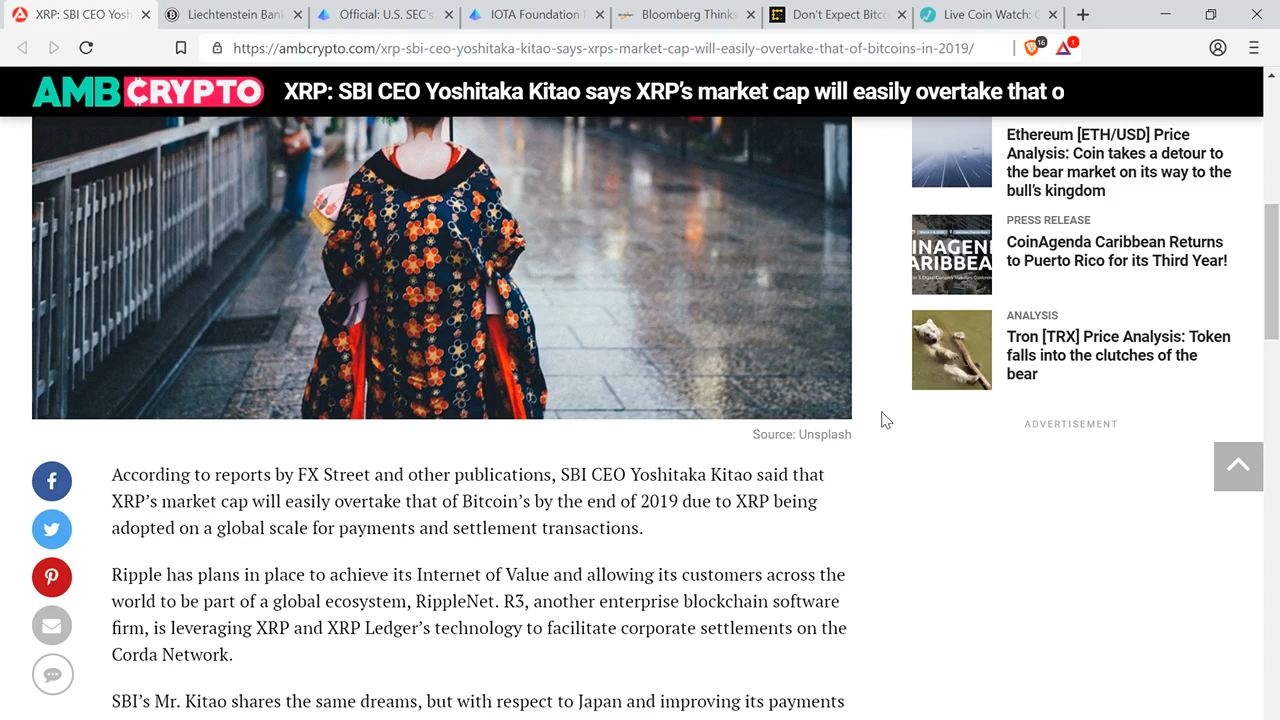 XRP: SBI CEO Yosh
Liechtenstein Bank
Official: U.S. SEC's
IOTA Foundation
Bloomberg Thinks
Don't Expect Bitco
Live Coin Watch: C
https://ambcrypto.com/xrp-sbi-ceo-yoshitaka-kitao-says-xrps-market-cap-will-easily-overtake-that-of-bitcoins-in-2019/
16
1
AMBCRYPTO
XRP: SBI CEO Yoshitaka Kitao says XRP's market cap will easily overtake that o
Ethereum [ETH/USD] Price
Analysis: Coin takes a detour to
the bear market on its way to the
bull's kingdom
PRESS RELEASE
CoinAgenda Caribbean Returns
to Puerto Rico for its Third Year!
INAGEN
ARIBBEA
ANALYSIS
Tron [TRX] Price Analysis: Token
falls into the clutches of the
bear
ADVERTISEMENT
Source: Unsplash
According to reports by FX Street and other publications, SBI CEO Yoshitaka Kitao said that
XRP's market cap will easily overtake that of Bitcoin's by the end of 2019 due to XRP being
adopted on a global scale for payments and settlement transactions.
Ripple has plans in place to achieve its Internet of Value and allowing its customers across the
world to be part of a global ecosystem, RippleNet. R3, another enterprise blockchain software
firm, is leveraging XRP and XRP Ledger's technology to facilitate corporate settlements on the
Corda Network.
SBI's Mr. Kitao shares the same dreams, but with respect to Japan and improving its payments